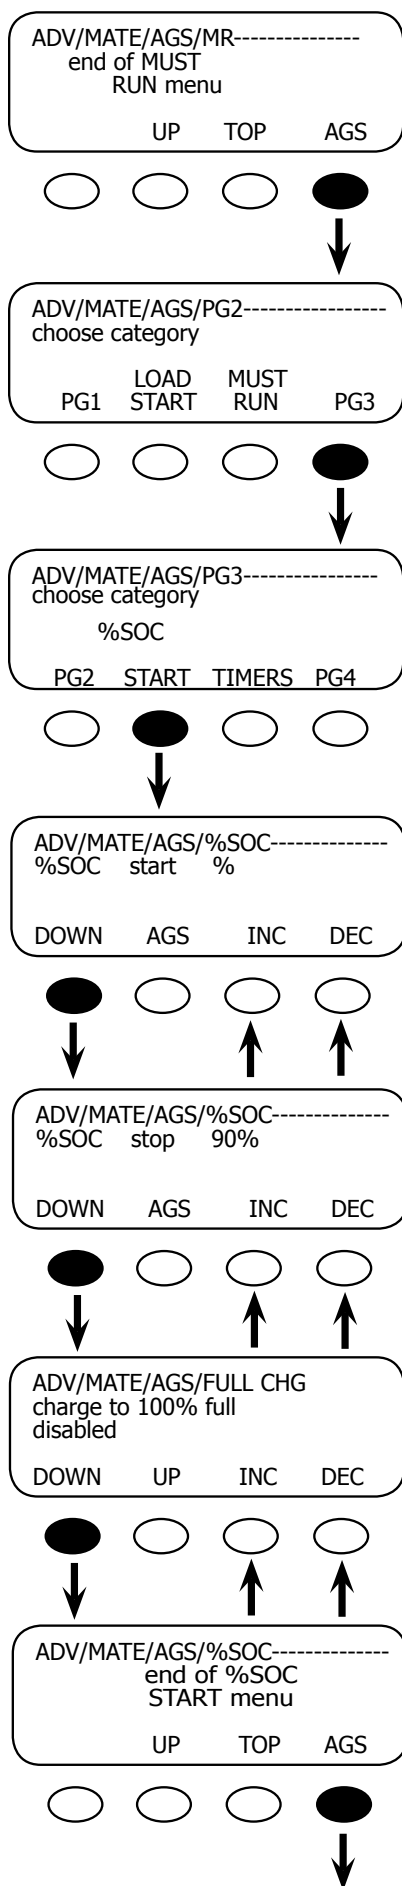 ADV/MATE/AGS/MR---------------
end of MUST
RUN menu
UP TOP AGS
ADV/MATE/AGS/PG2-----------------
choose category
LOAD MUST
PG1 START RUN PG3
ADV/MATE/AGS/PG3----------------
choose category
%SOC
PG2 START TIMERS PG4
ADV/MATE/AGS/%SOC--------------
%SOC start %
DOWN AGS INC DEC
ADV/MATE/AGS/%SOC--------------
%SOC stop 90%
DOWN AGS INC DEC
ADV/MATE/AGS/FULL CHG
charge to 100% full
disabled
DOWN UP INC DEC
ADV/MATE/AGS/%SOC--------------
end of %SOC
START menu
UP TOP AGS